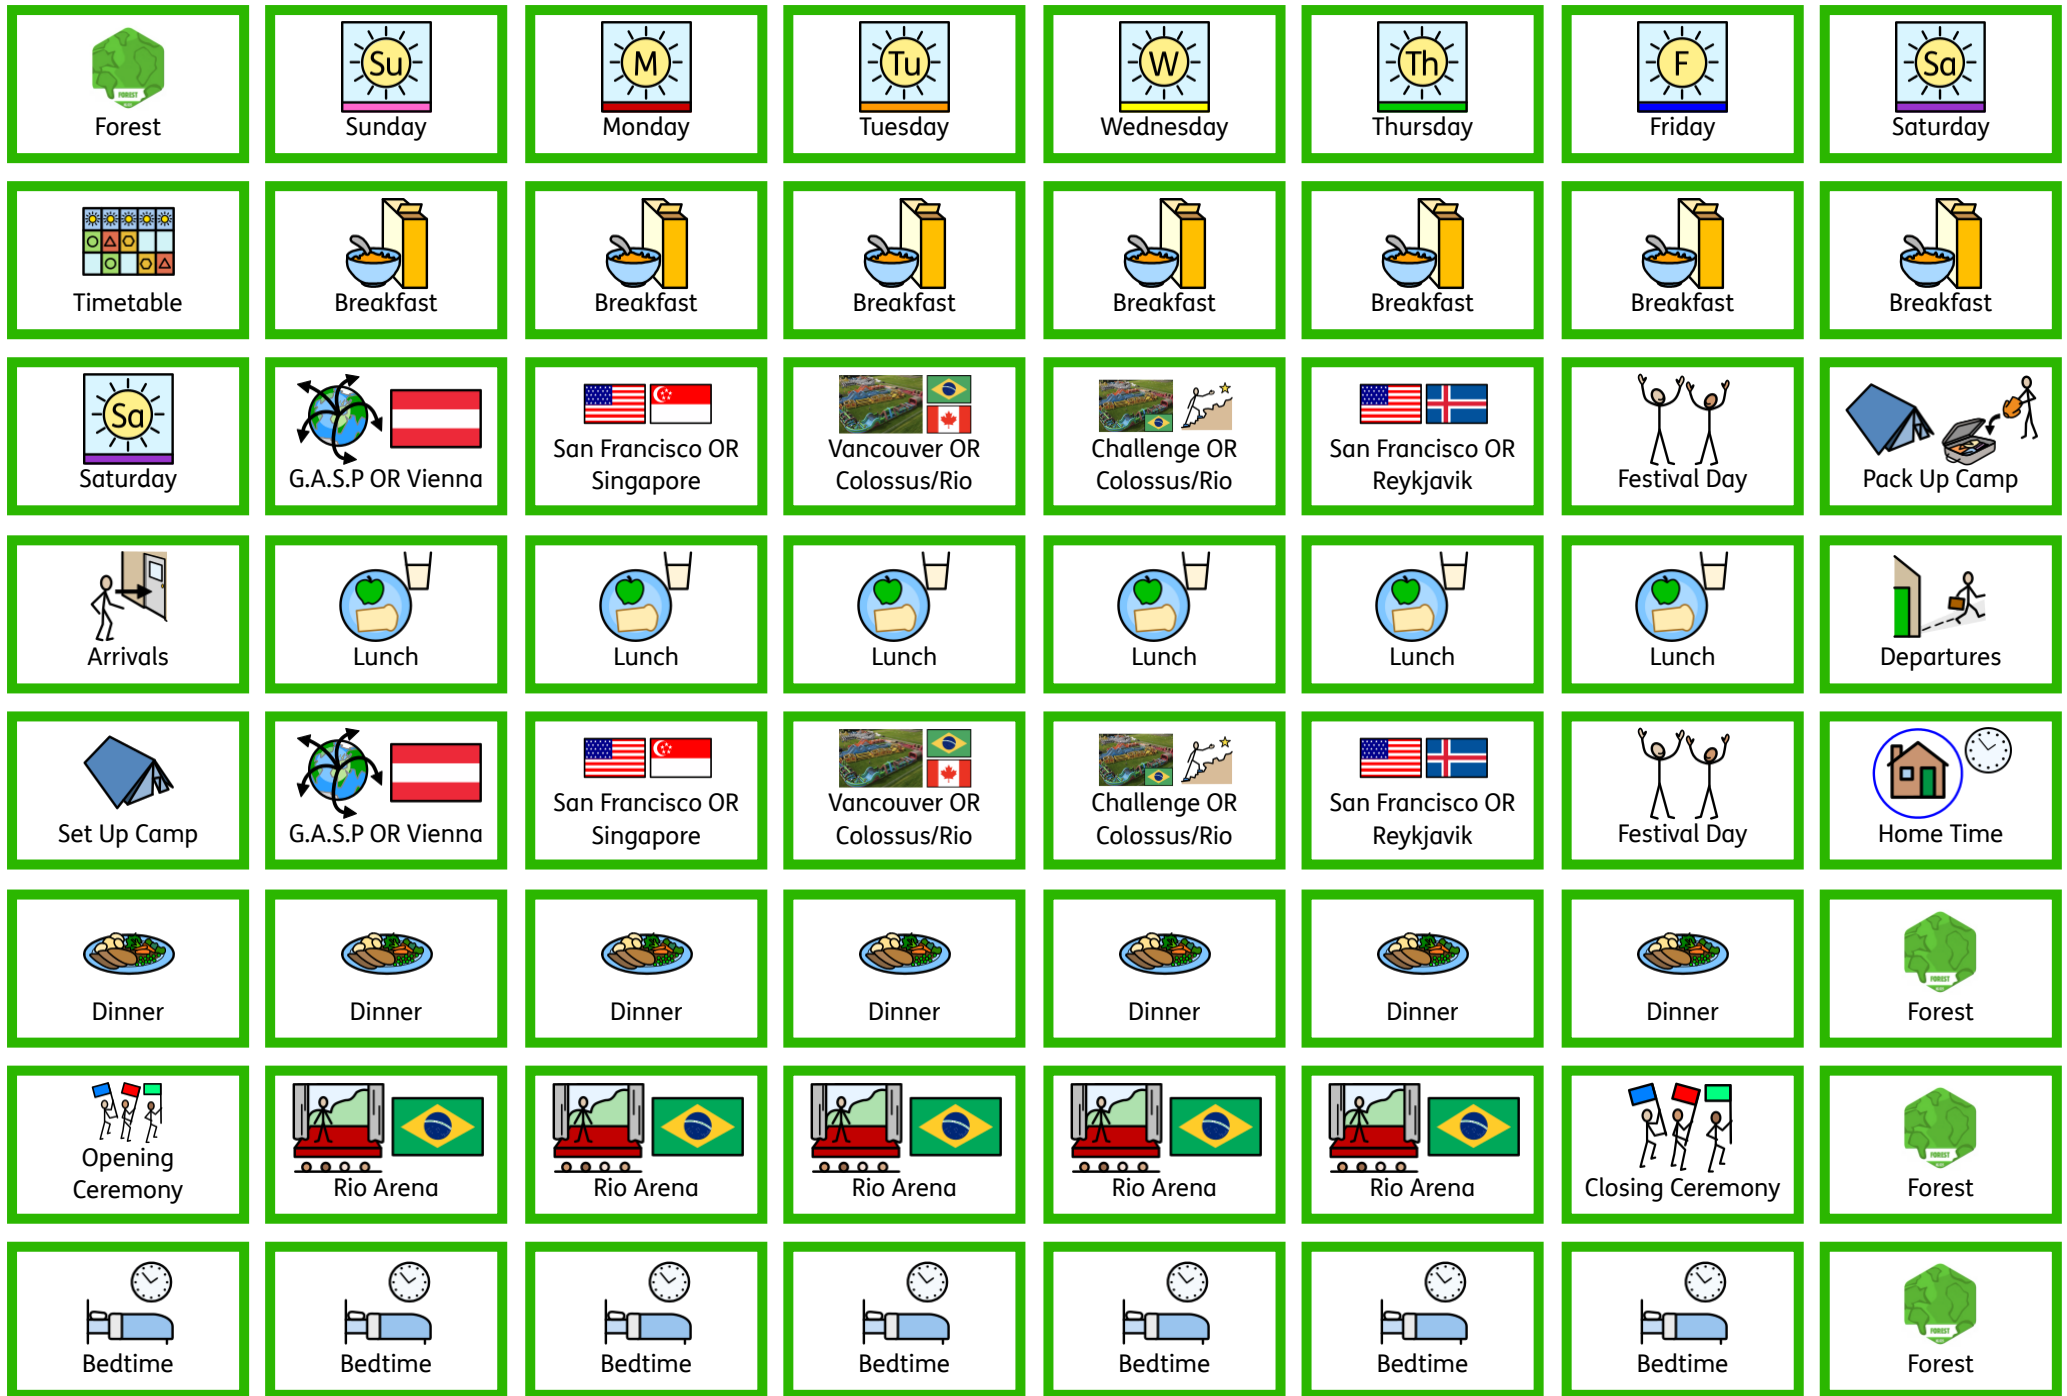 FOREST
Forest
Su
Sunday
M
Monday
Tu
Tuesday
W
Wednesday
Th
Thursday
F
Friday
Sa
Saturday
Timetable
Breakfast
Breakfast
Breakfast
Breakfast
Breakfast
Breakfast
Breakfast
Sa
Saturday
G.A.S.P OR Vienna
San Francisco OR
Singapore
Vancouver OR
Colossus/Rio
Challenge OR
Colossus/Rio
San Francisco OR
Reykjavik
Festival Day
Pack Up Camp
Arrivals
Lunch
Lunch
Lunch
Lunch
Lunch
Lunch
Departures
Set Up Camp
G.A.S.P OR Vienna
San Francisco OR
Singapore
Vancouver OR
Colossus/Rio
Challenge OR
Colossus/Rio
San Francisco OR
Reykjavik
Festival Day
Home Time
Dinner
Dinner
Dinner
Dinner
Dinner
Dinner
Dinner
FOREST
Forest
Opening
Ceremony
Rio Arena
Rio Arena
Rio Arena
Rio Arena
Rio Arena
Closing Ceremony
FOREST
Forest
Bedtime
Bedtime
Bedtime
Bedtime
Bedtime
Bedtime
Bedtime
FOREST
Forest